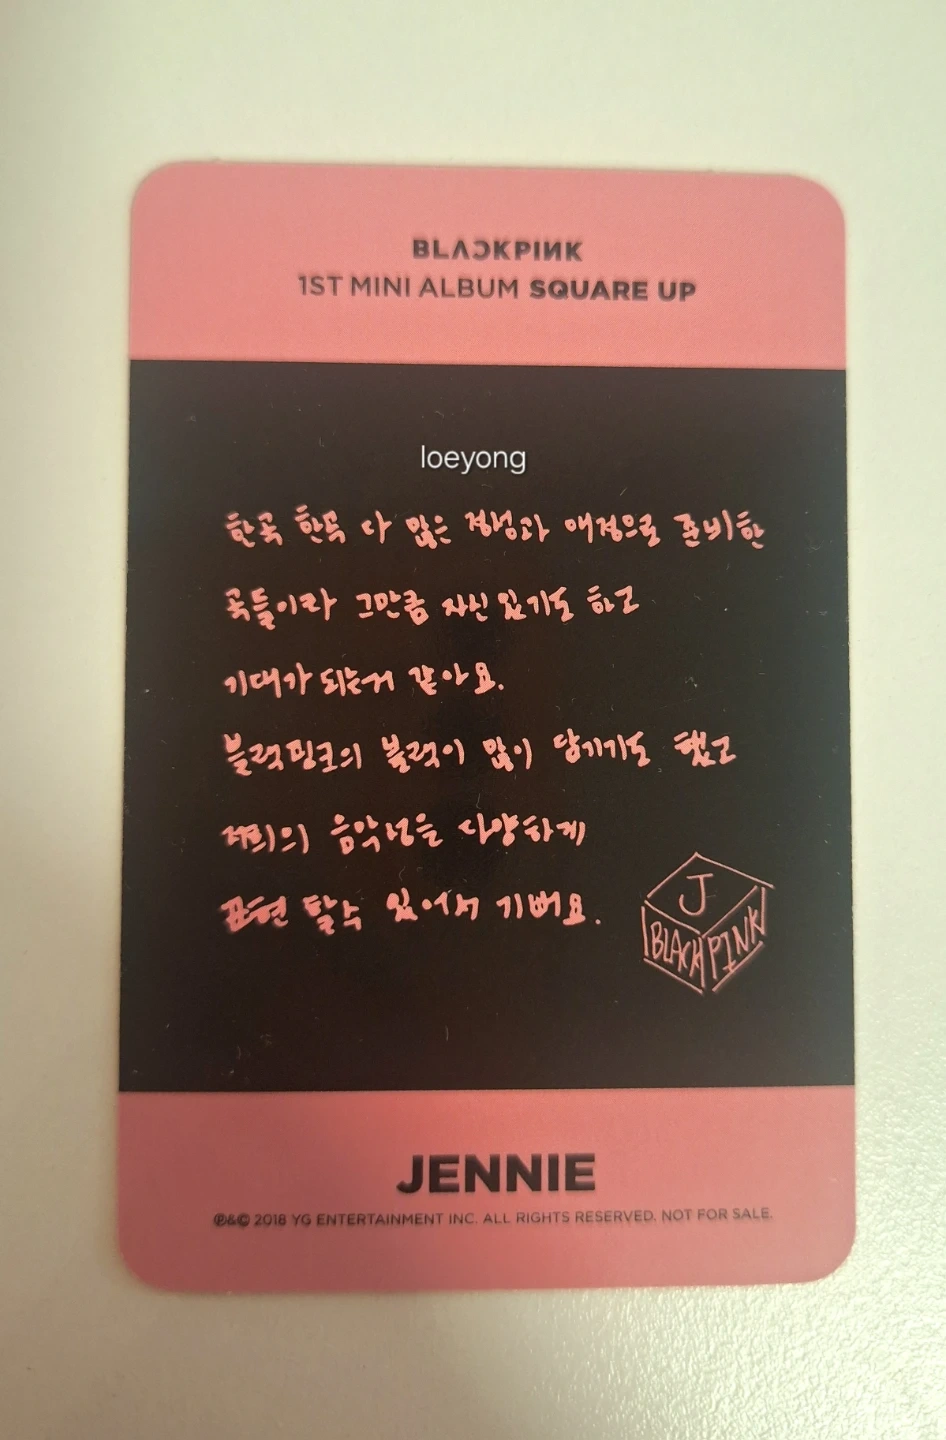 BLACKPINK
1ST MINI ALBUM SQUARE UP
loeyong
한곡 한곡 다 많은 정성과 애정으로 준비한
곡들이라 그만큼 자신있기도 하고
기대가 되는거 같아요.
블랙핑크의 블랙이 많이 담기기도 했고
저희의 음악성을 다양하게
표현 할수 있어서 기뻐요.
J
BLACK PINK
JENNIE
℗&© 2018 YG ENTERTAINMENT INC. ALL RIGHTS RESERVED. NOT FOR SALE.